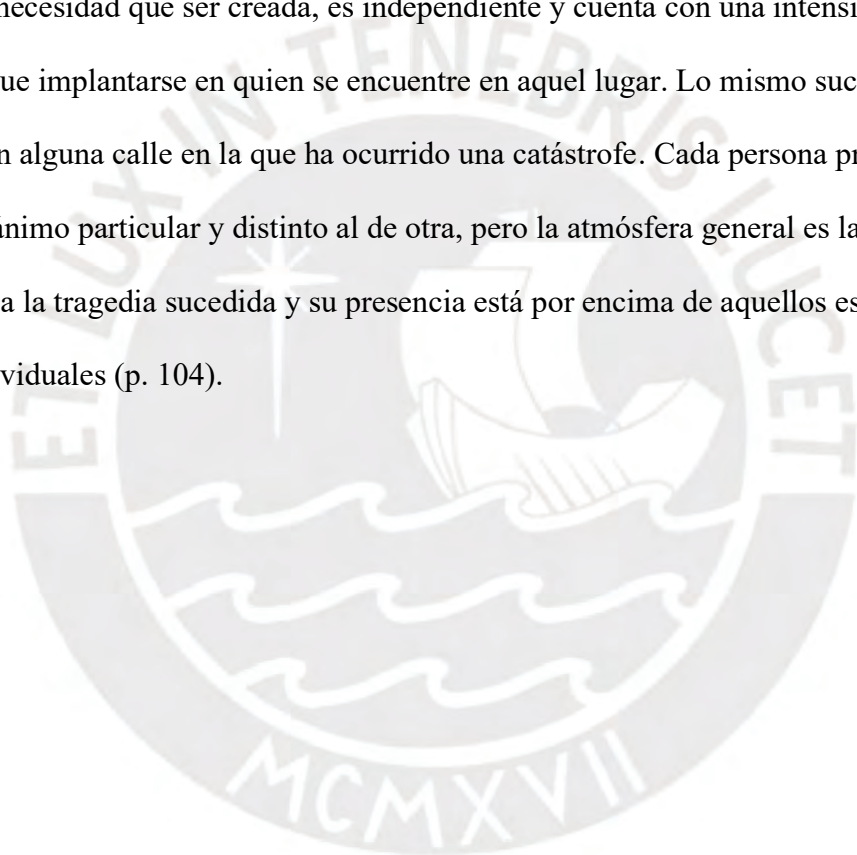 necesidad que ser creada, es independiente y cuenta con una intensi
ue implantarse en quien se encuentre en aquel lugar. Lo mismo suc
n alguna calle en la que ha ocurrido una catástrofe. Cada persona pr
ánimo particular y distinto al de otra, pero la atmósfera general es la
a la tragedia sucedida y su presencia está por encima de aquellos es
viduales (p. 104).
ET LUX IN TENEBRIS LUCET
MCMXVII